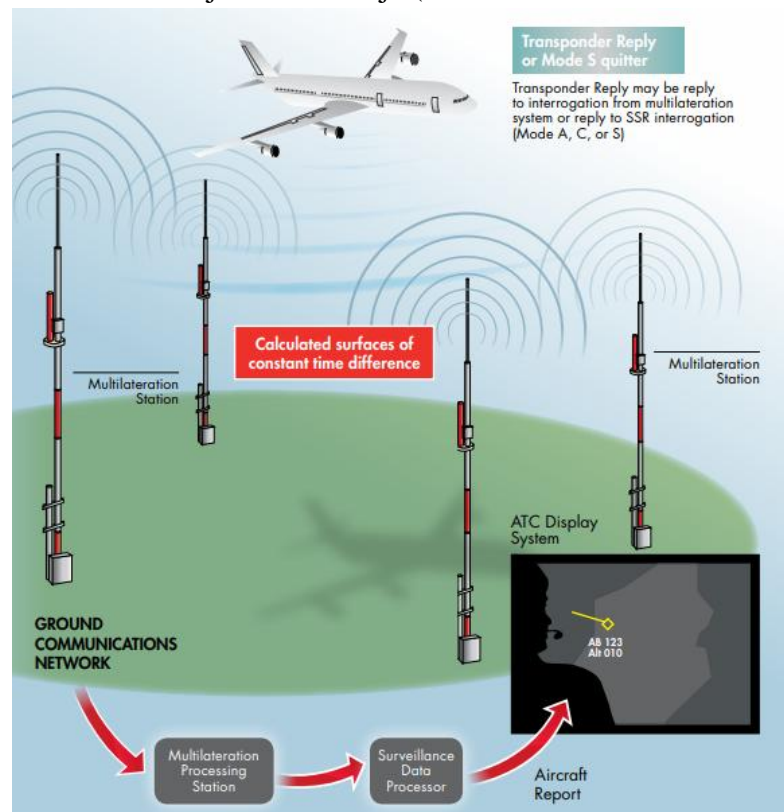 Transponder Reply
or Mode S quitter
Transponder Reply may be reply
to interrogation from multilateration
system or reply to SSR interrogation
(Mode A, C, or S)
Calculated surfaces of
constant time difference
Multilateration
Station
Multilateration
Station
ATC Display
System
AB 123
Alt 010
GROUND
COMMUNICATIONS
NETWORK
Multilateration
Processing
Station
Surveillance
Data
Processor
Aircraft
Report